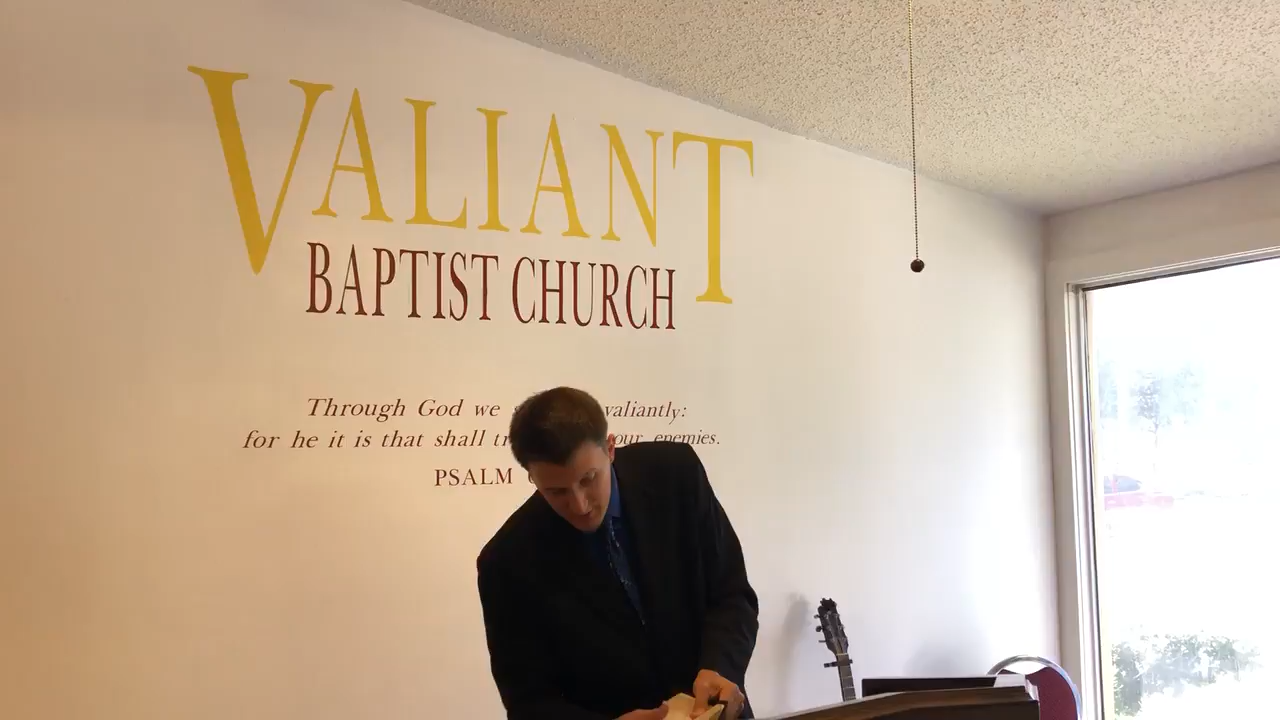 VALIANT
BAPTIST CHURCH
Through God we valiantly:
for he it is that shall our enemies.
PSALM